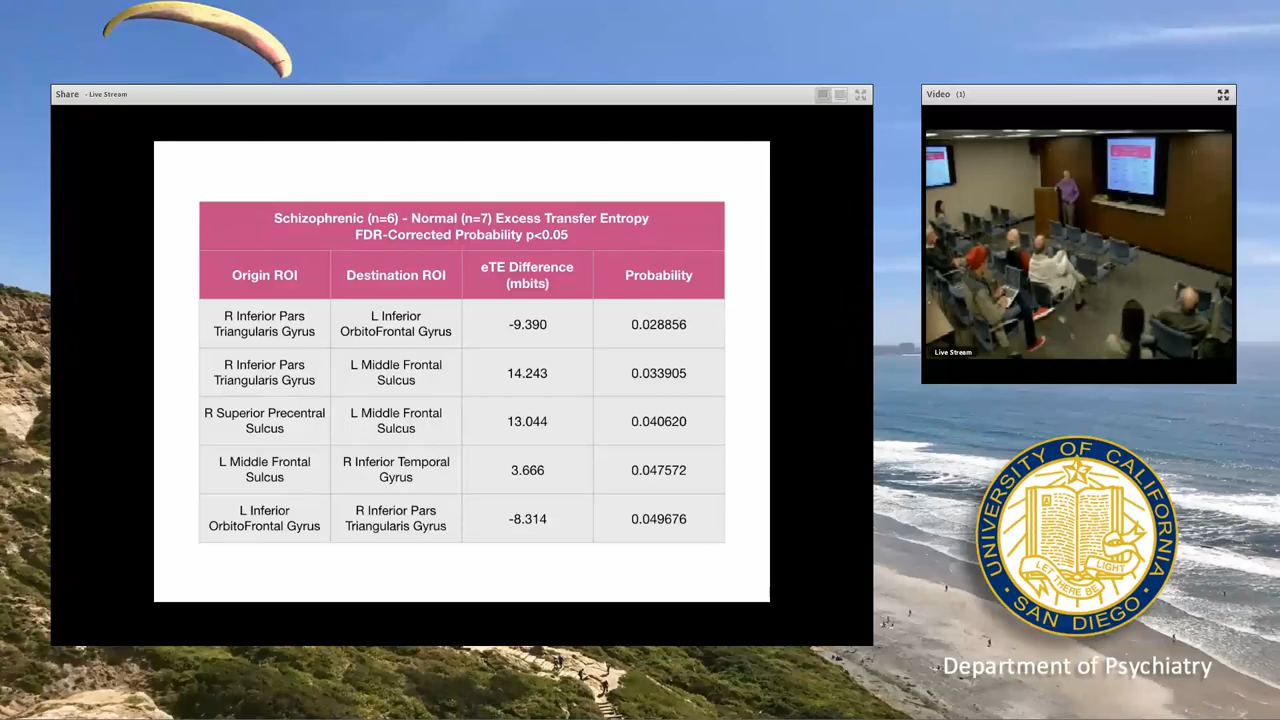 Share - Live Stream
Schizophrenic (n=6) - Normal (n=7) Excess Transfer Entropy
FDR-Corrected Probability p<0.05
Origin ROI
Destination ROI
eTE Difference
(mbits)
Probability
R Inferior Pars
Triangularis Gyrus
L Inferior
OrbitoFrontal Gyrus
-9.390
0.028856
R Inferior Pars
Triangularis Gyrus
L Middle Frontal
Sulcus
14.243
0.033905
R Superior Precentral
Sulcus
L Middle Frontal
Sulcus
13.044
0.040620
L Middle Frontal
Sulcus
R Inferior Temporal
Gyrus
3.666
0.047572
L Inferior
OrbitoFrontal Gyrus
R Inferior Pars
Triangularis Gyrus
-8.314
0.049676
Video (1)
Live Stream
UNIVERSITY OF CALIFORNIA
LET THERE BE LIGHT
• SAN DIEGO •
Department of Psychiatry